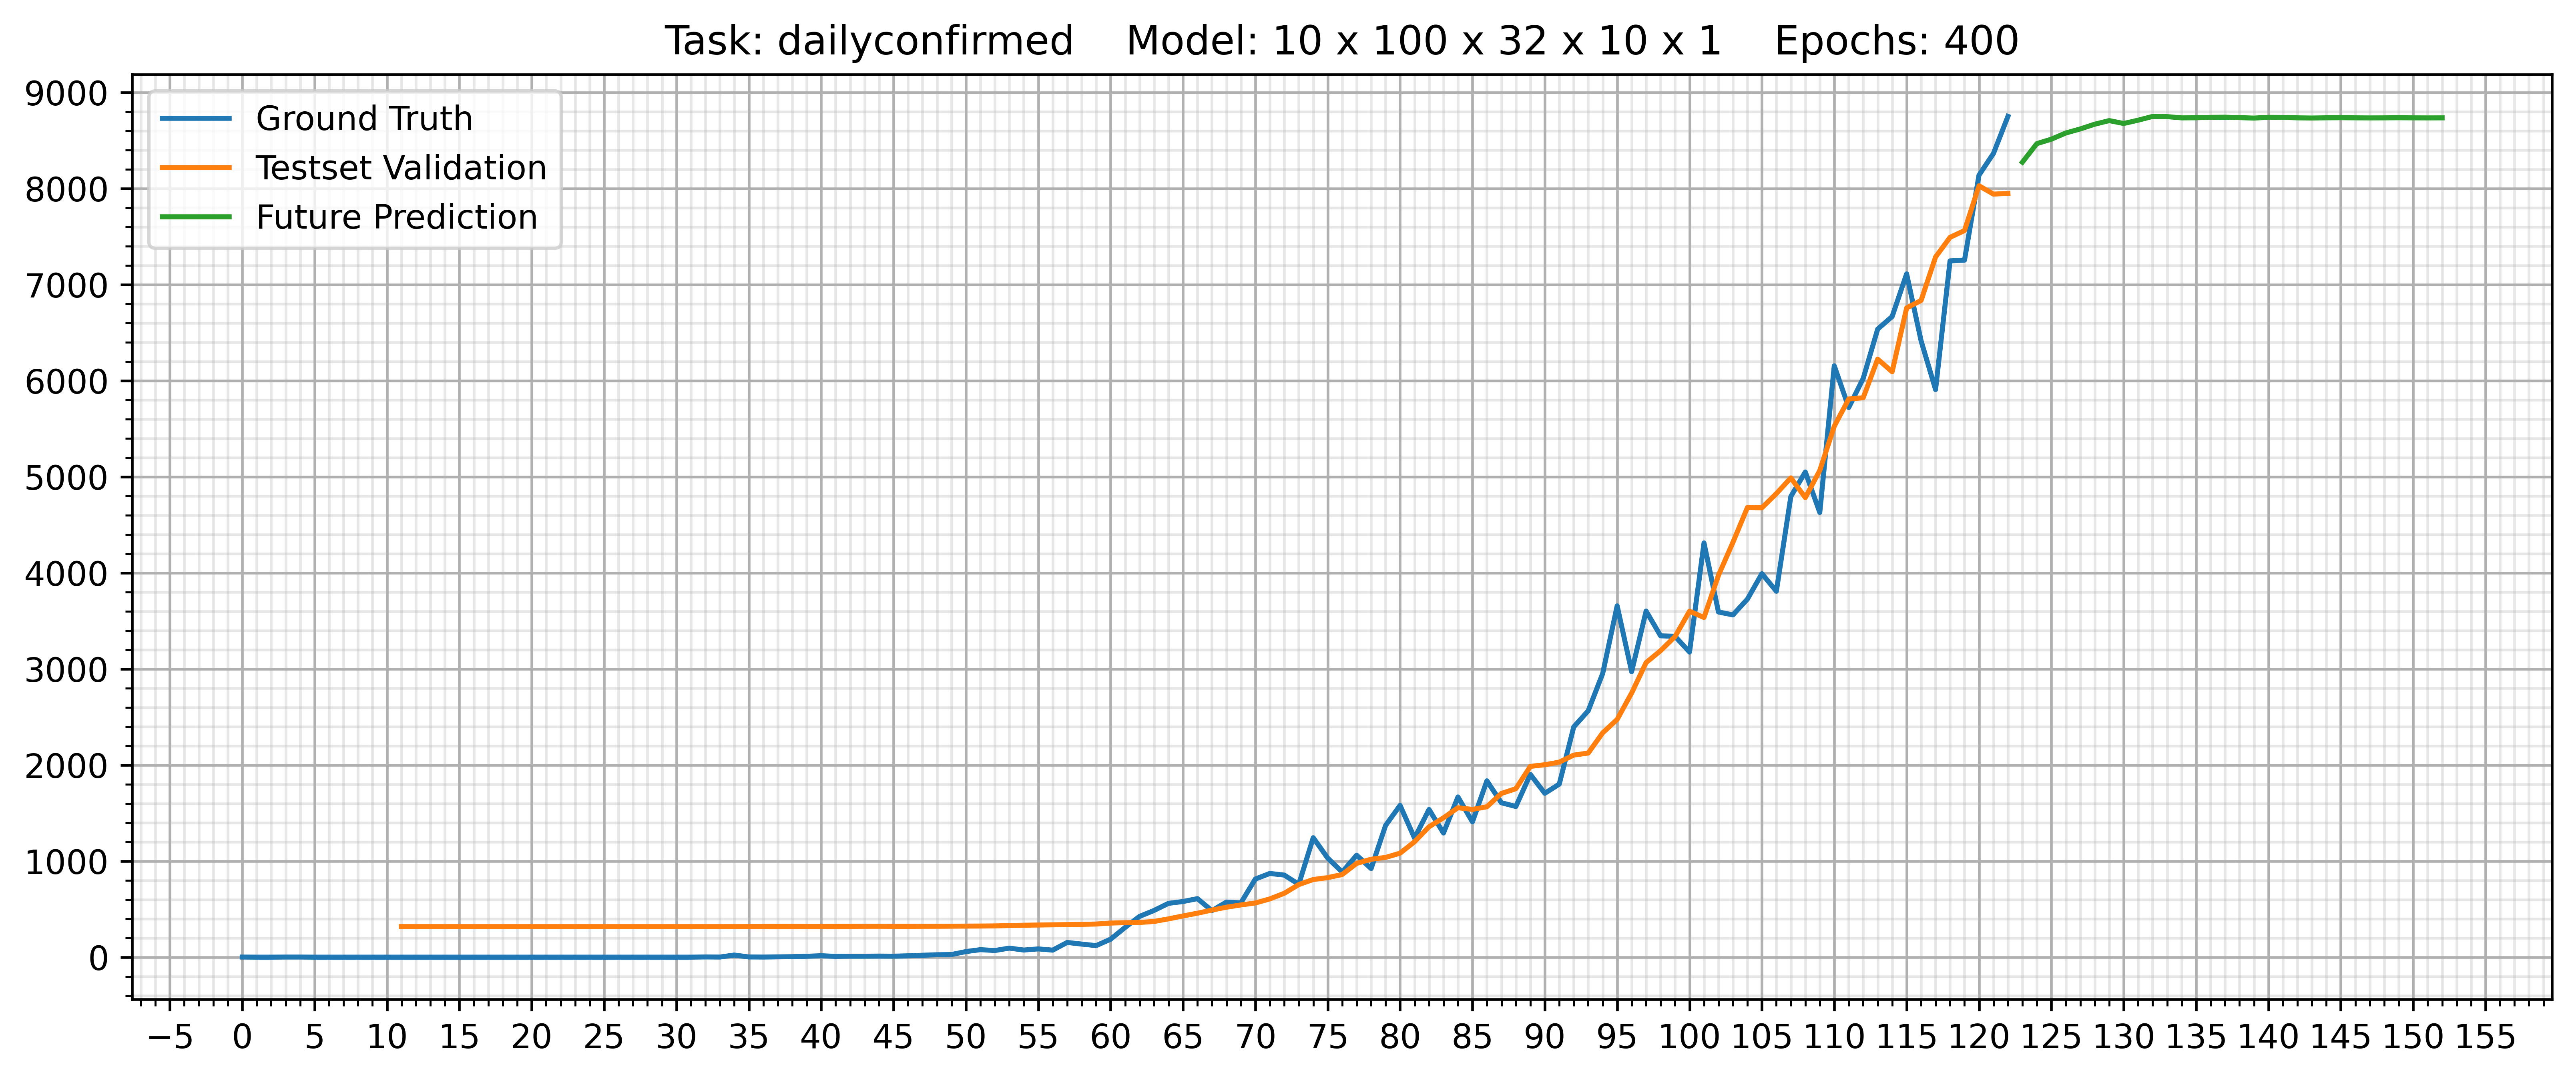 Task: dailyconfirmed    Model: 10 x 100 x 32 x 10 x 1    Epochs: 400
Ground Truth
Testset Validation
Future Prediction
9000
8000
7000
6000
5000
4000
3000
2000
1000
0
−5 0 5 10 15 20 25 30 35 40 45 50 55 60 65 70 75 80 85 90 95 100 105 110 115 120 125 130 135 140 145 150 155